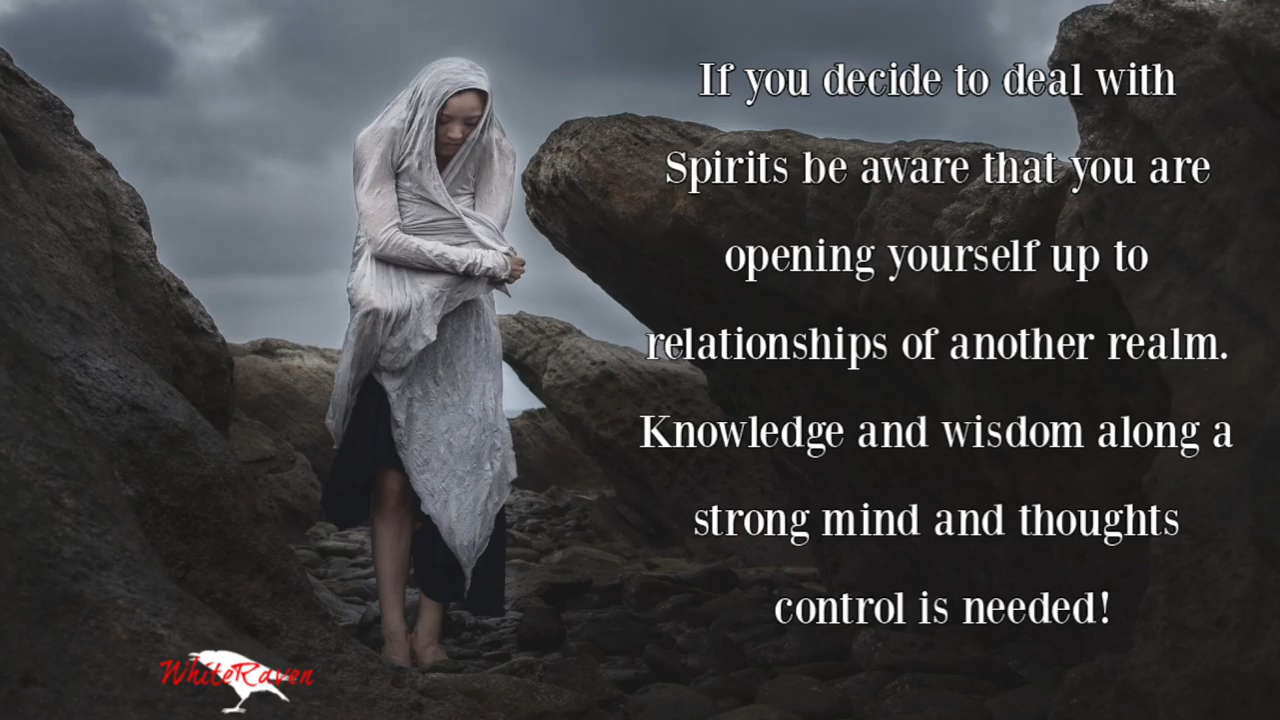 If you decide to deal with
Spirits be aware that you are
opening yourself up to
relationships of another realm.
Knowledge and wisdom along a
strong mind and thoughts
control is needed!
WhiteRaven